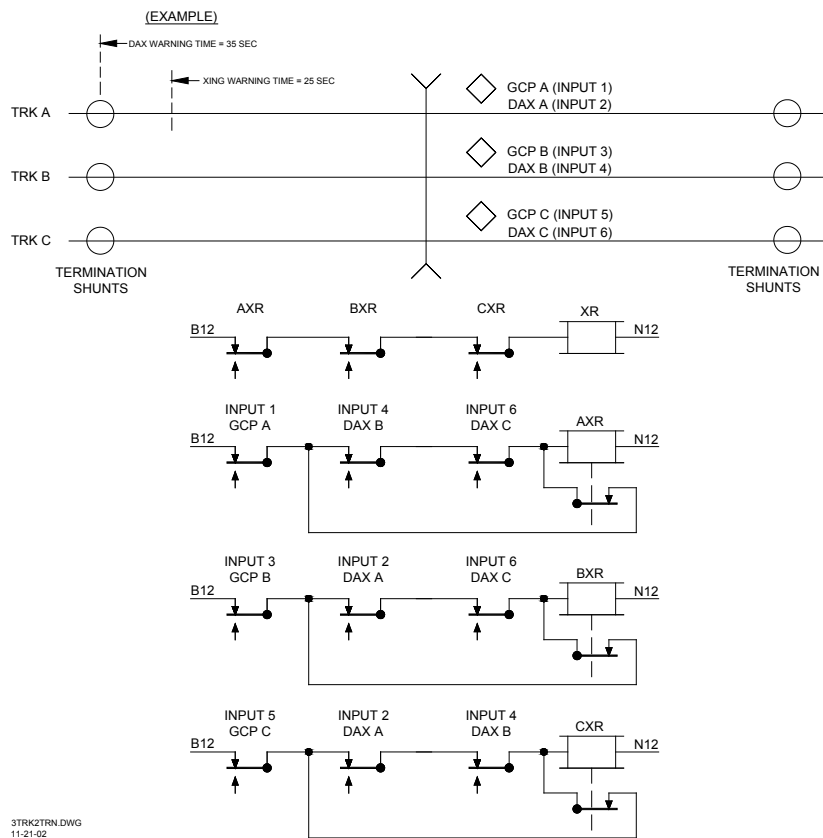 (EXAMPLE)
DAX WARNING TIME = 35 SEC
XING WARNING TIME = 25 SEC
TRK A
GCP A (INPUT 1)
DAX A (INPUT 2)
TRK B
GCP B (INPUT 3)
DAX B (INPUT 4)
TRK C
GCP C (INPUT 5)
DAX C (INPUT 6)
TERMINATION
SHUNTS
TERMINATION
SHUNTS
AXR BXR CXR XR
B12 N12
INPUT 1 INPUT 4 INPUT 6
GCP A DAX B DAX C AXR
B12 N12
INPUT 3 INPUT 2 INPUT 6
GCP B DAX A DAX C BXR
B12 N12
INPUT 5 INPUT 2 INPUT 4
GCP C DAX A DAX B CXR
B12 N12
3TRK2TRN.DWG
11-21-02